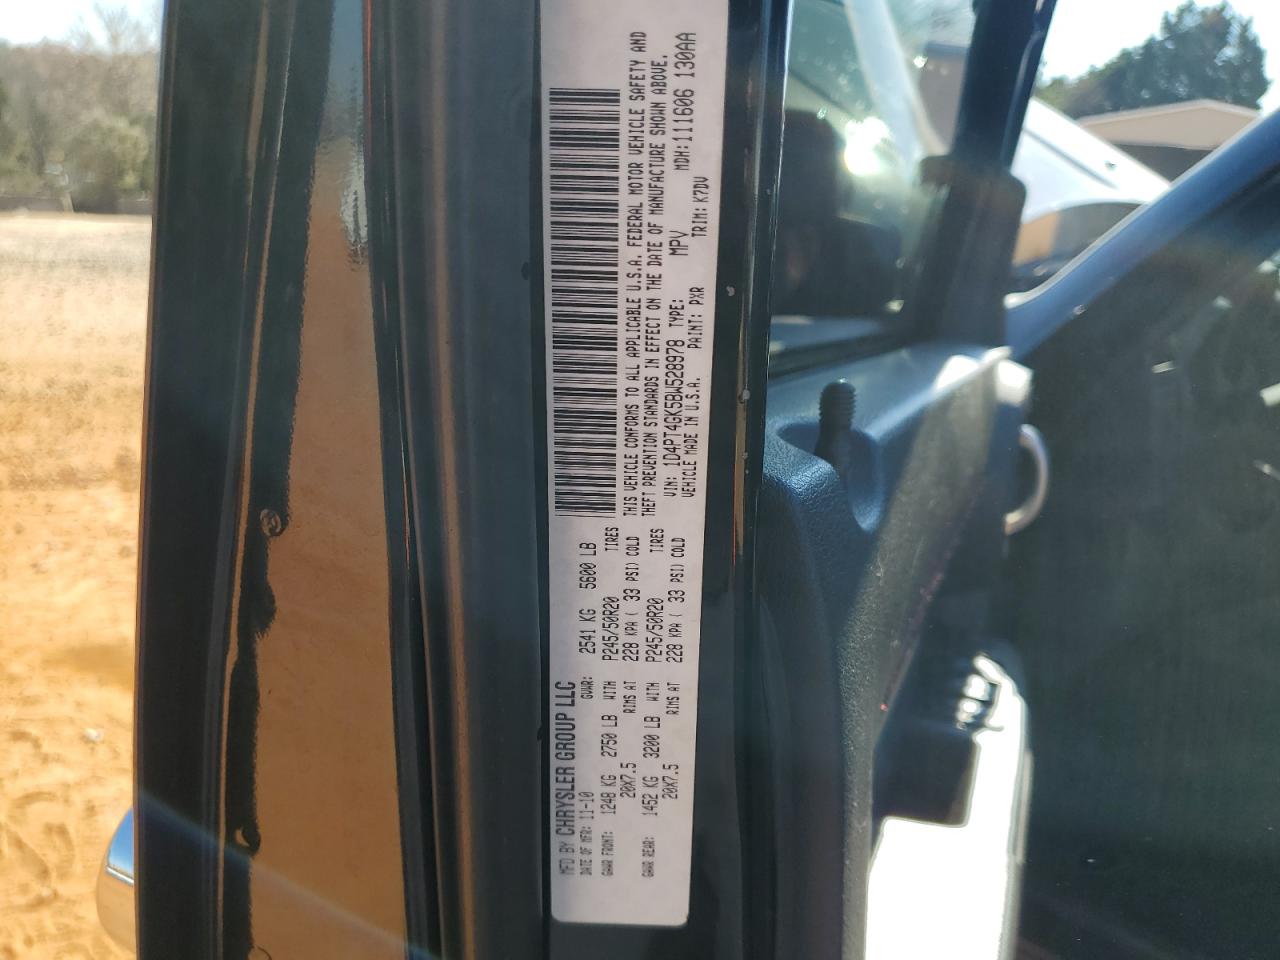 MFD BY CHRYSLER GROUP LLC
DATE OF MFR: 11-10 GVWR: 2541 KG 5600 LB
GAWR FRONT: 1248 KG 2750 LB WITH P245/50R20 TIRES
20X7.5 RIMS AT 228 KPA ( 33 PSI) COLD
GAWR REAR: 1452 KG 3200 LB WITH P245/50R20 TIRES
20X7.5 RIMS AT 228 KPA ( 33 PSI) COLD
THIS VEHICLE CONFORMS TO ALL APPLICABLE U.S.A. FEDERAL MOTOR VEHICLE SAFETY AND
THEFT PREVENTION STANDARDS IN EFFECT ON THE DATE OF MANUFACTURE SHOWN ABOVE.
VIN: 1D4PT4GK5BW528978 TYPE: MPV MDH: 111606 130AA
VEHICLE MADE IN U.S.A. PAINT: PXR TRIM: K7DV